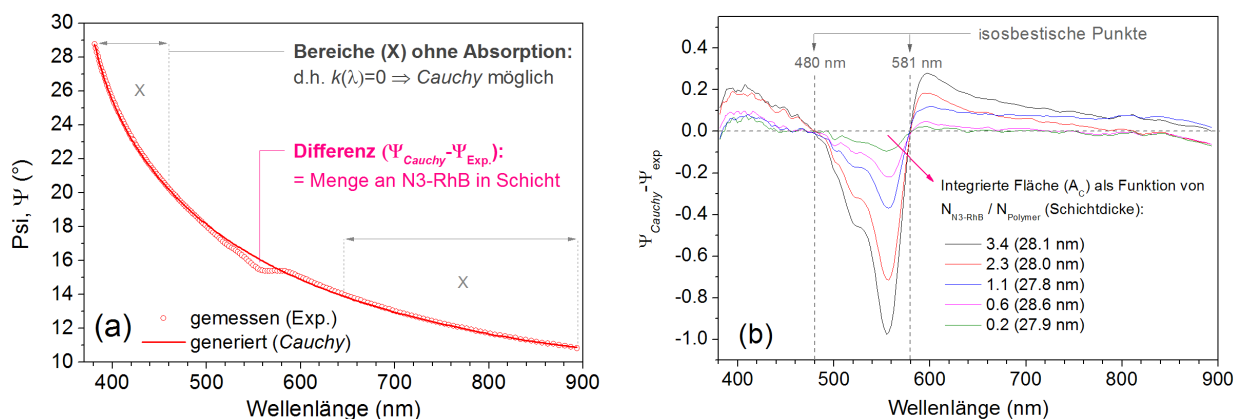 30
28
26
24
22
20
18
16
14
12
10
Psi, Ψ (°)
X
Bereiche (X) ohne Absorption:
d.h. k(λ)=0 ⇒ Cauchy möglich
Differenz (ΨCauchy-ΨExp.):
= Menge an N3-RhB in Schicht
X
(a)
gemessen (Exp.)
generiert (Cauchy)
400 500 600 700 800 900
Wellenlänge (nm)
0.4
0.2
0.0
-0.2
-0.4
-0.6
-0.8
-1.0
ΨCauchy-Ψexp
isosbestische Punkte
480 nm 581 nm
Integrierte Fläche (AC) als Funktion von
NN3-RhB / NPolymer (Schichtdicke):
3.4 (28.1 nm)
2.3 (28.0 nm)
1.1 (27.8 nm)
0.6 (28.6 nm)
0.2 (27.9 nm)
(b)
400 500 600 700 800 900
Wellenlänge (nm)